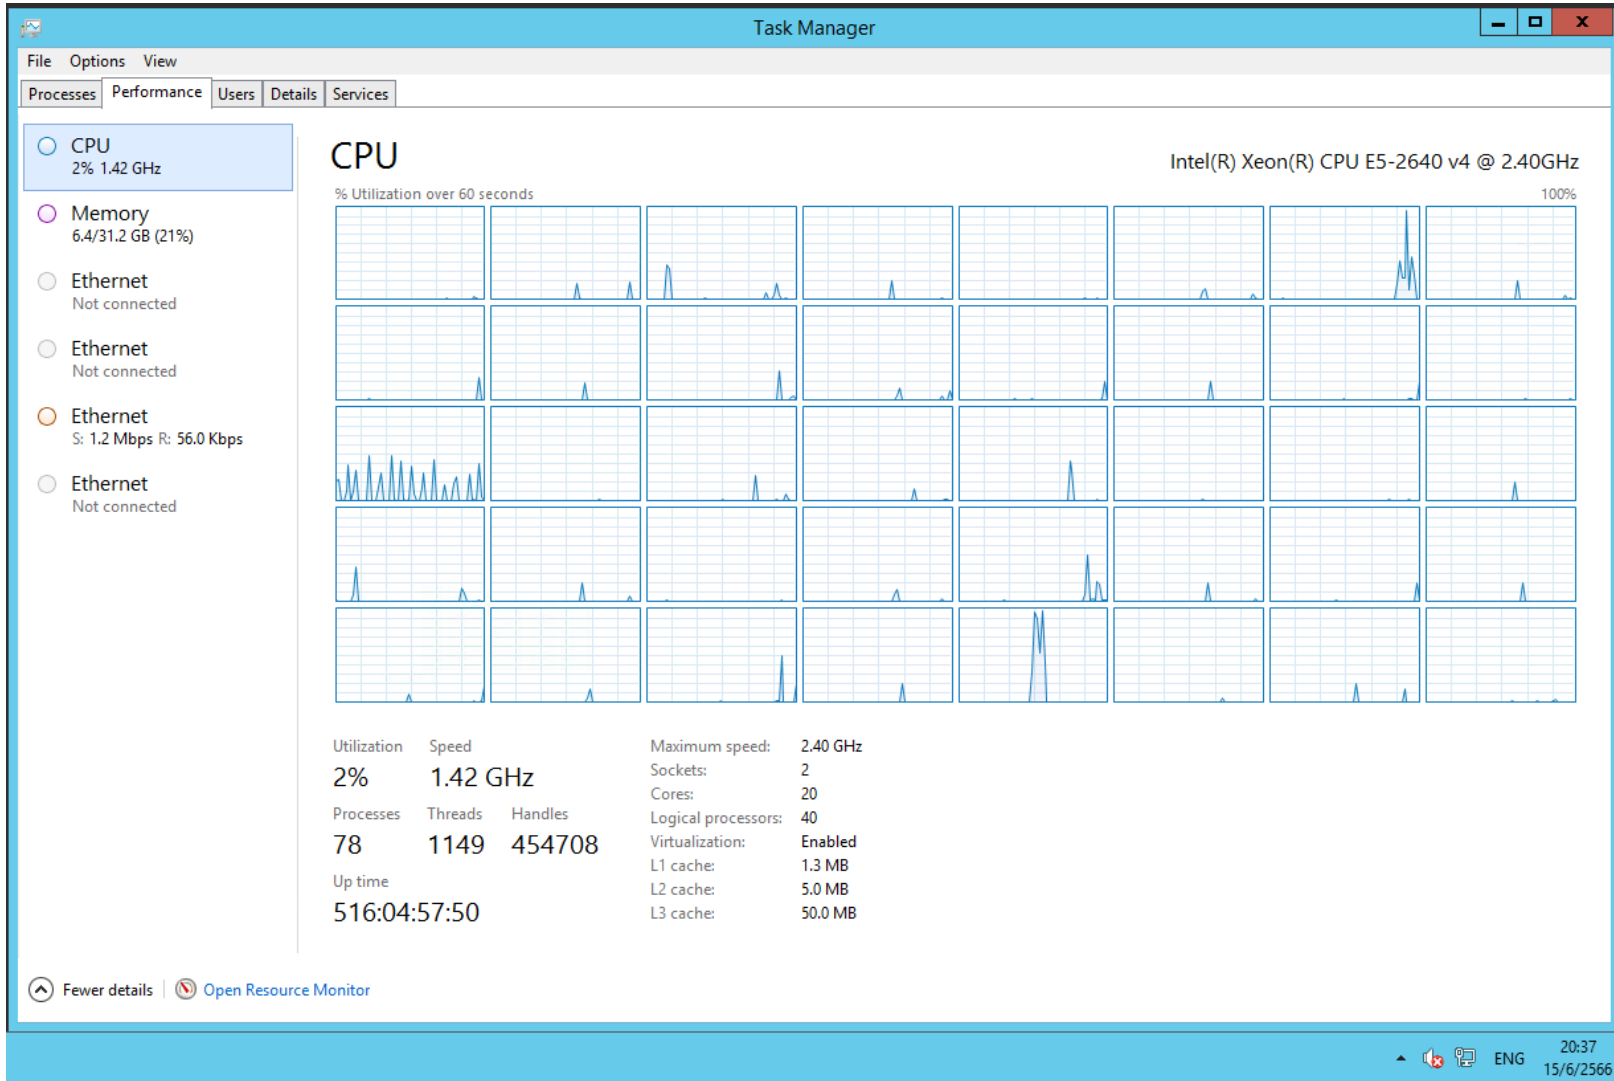 Task Manager
File Options View
Processes Performance Users Details Services
CPU
2% 1.42 GHz
Memory
6.4/31.2 GB (21%)
Ethernet
Not connected
Ethernet
Not connected
Ethernet
S: 1.2 Mbps R: 56.0 Kbps
Ethernet
Not connected
CPU
Intel(R) Xeon(R) CPU E5-2640 v4 @ 2.40GHz
% Utilization over 60 seconds
100%
Utilization Speed
2% 1.42 GHz
Processes Threads Handles
78 1149 454708
Up time
516:04:57:50
Maximum speed: 2.40 GHz
Sockets: 2
Cores: 20
Logical processors: 40
Virtualization: Enabled
L1 cache: 1.3 MB
L2 cache: 5.0 MB
L3 cache: 50.0 MB
Fewer details
Open Resource Monitor
ENG
20:37
15/6/2566